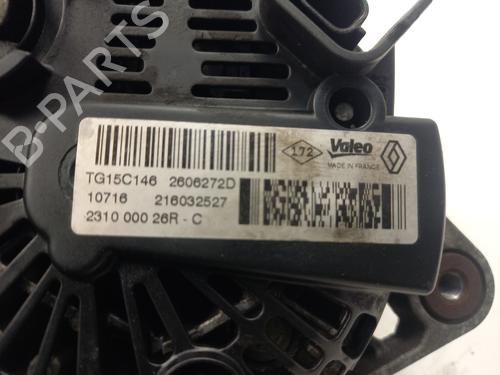 B-PARTS
172 Valeo
MADE IN FRANCE
TG15C146 2606272D
10716 216032527
2310 000 26R - C